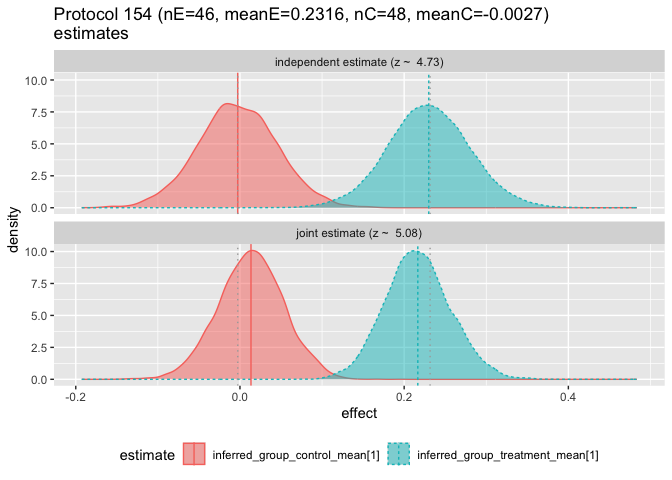 Protocol 154 (nE=46, meanE=0.2316, nC=48, meanC=-0.0027)
estimates
independent estimate (z ~  4.73)
10.0
7.5
5.0
2.5
0.0
joint estimate (z ~  5.08)
10.0
7.5
5.0
2.5
0.0
density
-0.2
0.0
0.2
0.4
effect
estimate
inferred_group_control_mean[1]
inferred_group_treatment_mean[1]